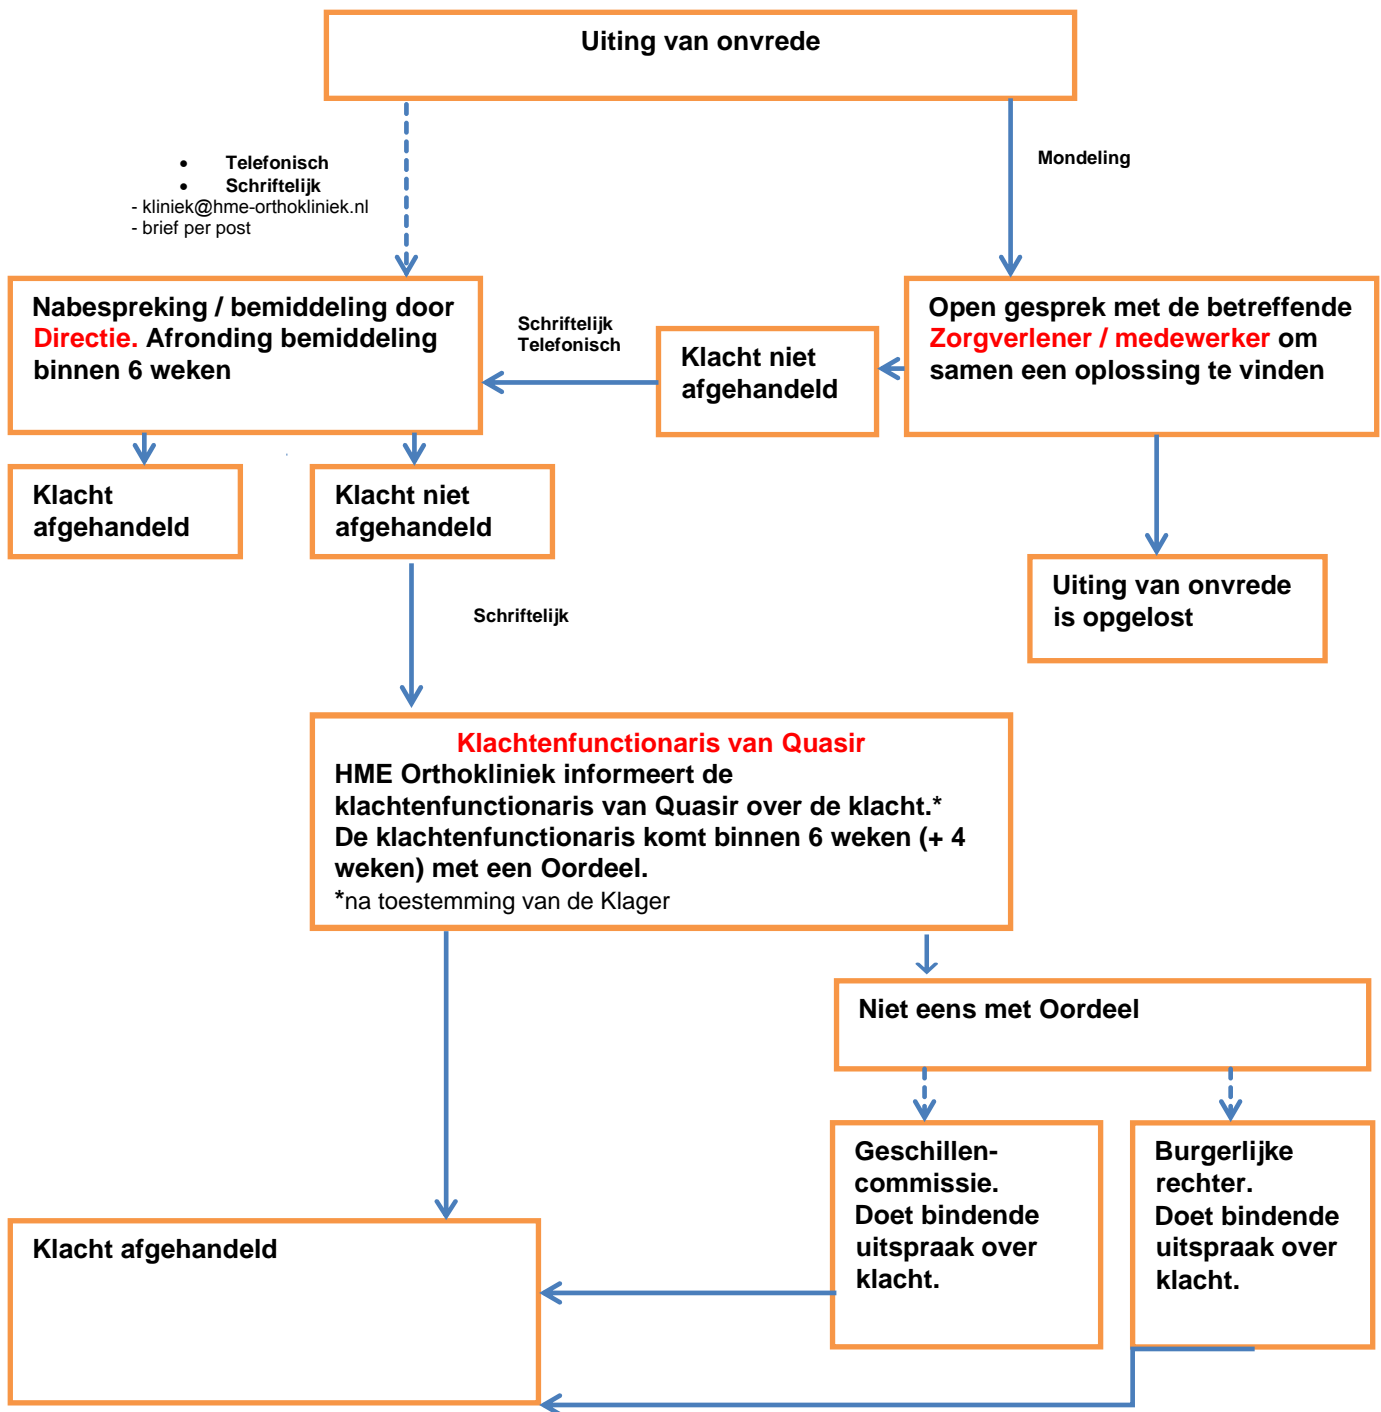 Uiting van onvrede
• Telefonisch
• Schriftelijk
- kliniek@hme-orthokliniek.nl
- brief per post
Mondeling
Nabespreking / bemiddeling door
Directie. Afronding bemiddeling
binnen 6 weken
Schriftelijk
Telefonisch
Klacht niet
afgehandeld
Open gesprek met de betreffende
Zorgverlener / medewerker om
samen een oplossing te vinden
Klacht
afgehandeld
Klacht niet
afgehandeld
Uiting van onvrede
is opgelost
Schriftelijk
Klachtenfunctionaris van Quasir
HME Orthokliniek informeert de
klachtenfunctionaris van Quasir over de klacht.*
De klachtenfunctionaris komt binnen 6 weken (+ 4
weken) met een Oordeel.
*na toestemming van de Klager
Niet eens met Oordeel
Geschillen-
commissie.
Doet bindende
uitspraak over
klacht.
Burgerlijke
rechter.
Doet bindende
uitspraak over
klacht.
Klacht afgehandeld